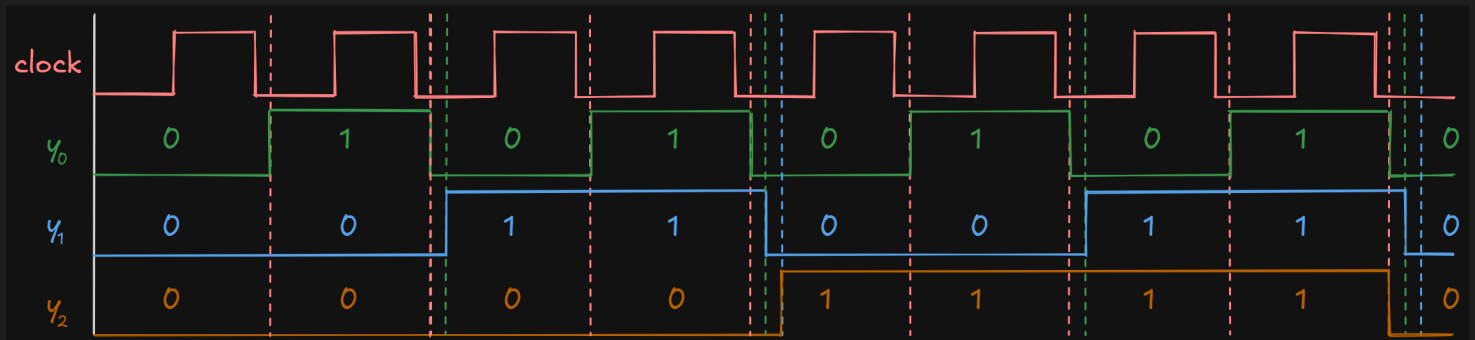 clock
y₀ 0 1 0 1 0 1 0 1 0
y₁ 0 0 1 1 0 0 1 1 0
y₂ 0 0 0 0 1 1 1 1 0